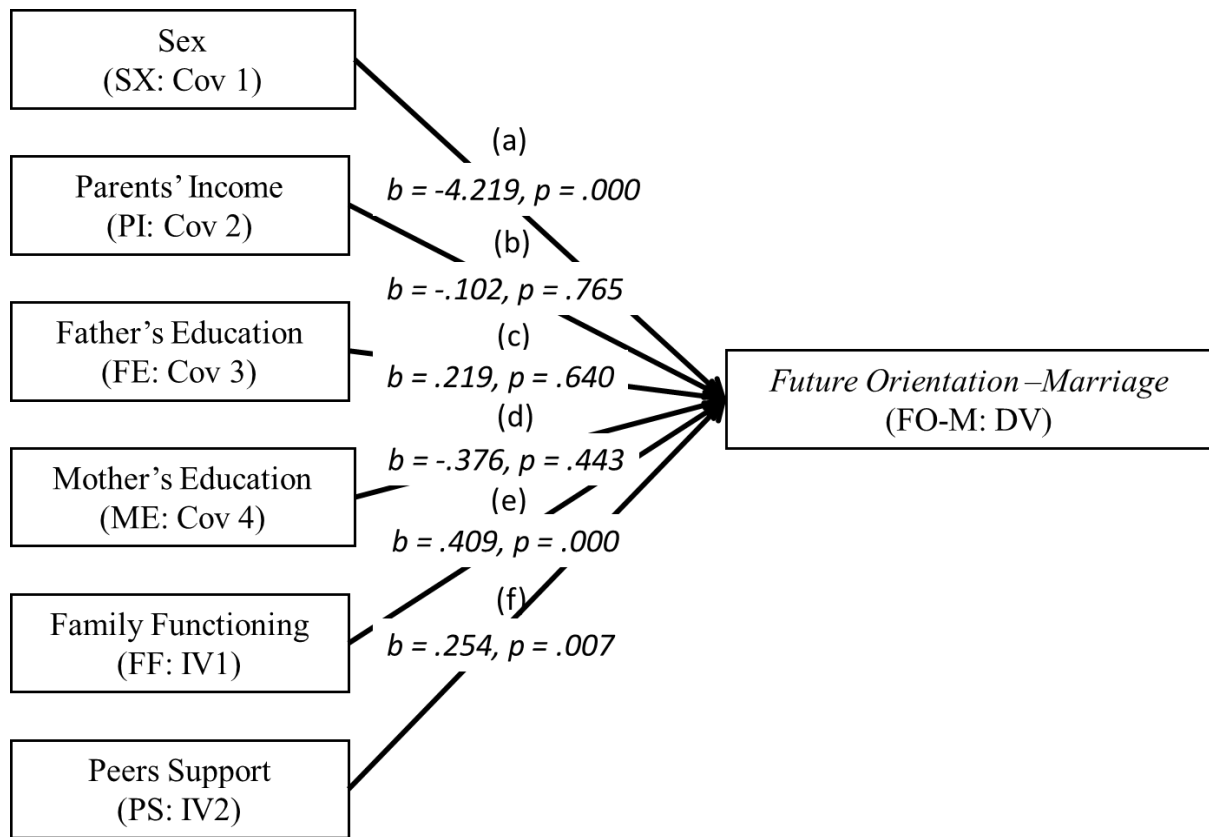 Sex
(SX: Cov 1)
(a)
b = -4.219, p = .000
Parents' Income
(PI: Cov 2)
(b)
b = -.102, p = .765
Father's Education
(FE: Cov 3)
(c)
b = .219, p = .640
Future Orientation –Marriage
(FO-M: DV)
(d)
b = -.376, p = .443
Mother's Education
(ME: Cov 4)
(e)
b = .409, p = .000
Family Functioning
(FF: IV1)
(f)
b = .254, p = .007
Peers Support
(PS: IV2)